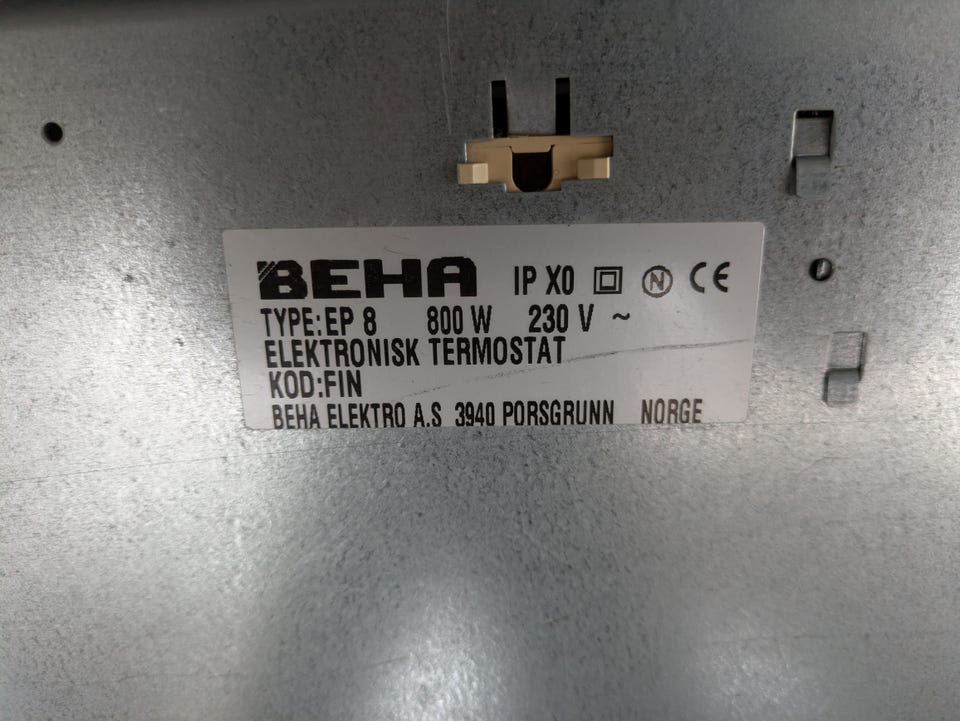 BEHA IP X0 N CE
TYPE:EP 8 800 W 230 V ~
ELEKTRONISK TERMOSTAT
KOD:FIN
BEHA ELEKTRO A.S 3940 PORSGRUNN NORGE